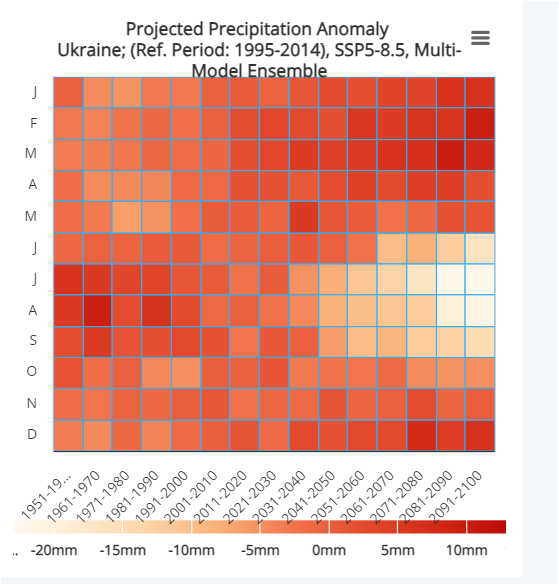 Projected Precipitation Anomaly
Ukraine; (Ref. Period: 1995-2014), SSP5-8.5, Multi-
Model Ensemble
J
F
M
A
M
J
J
A
S
O
N
D
1951-19...
1961-1970
1971-1980
1981-1990
1991-2000
2001-2010
2011-2020
2021-2030
2031-2040
2041-2050
2051-2060
2061-2070
2071-2080
2081-2090
2091-2100
.. -20mm -15mm -10mm -5mm 0mm 5mm 10mm